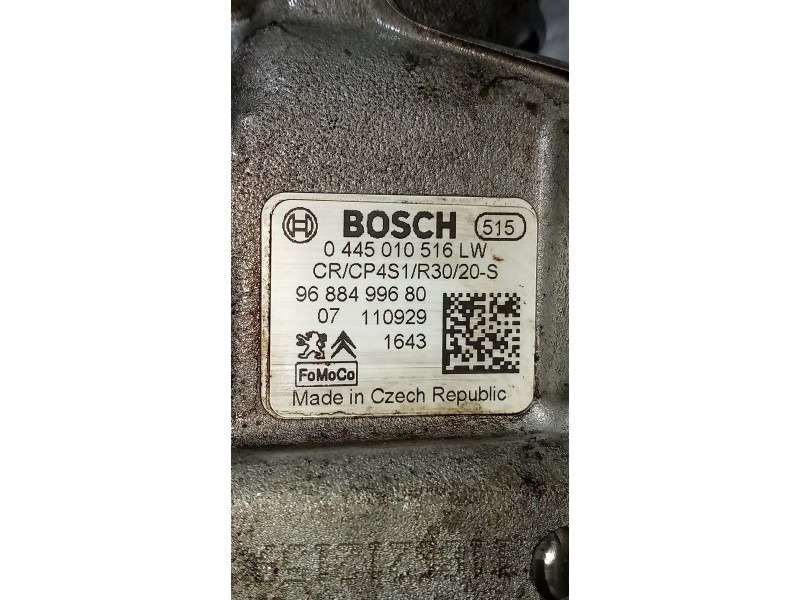 BOSCH 515
0 445 010 516 LW
CR/CP4S1/R30/20-S
96 884 996 80
07 110929
1643
FoMoCo
Made in Czech Republic